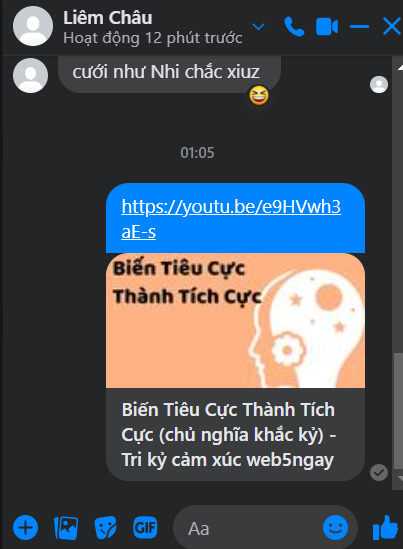 Liêm Châu
Hoạt động 12 phút trước
cưới như Nhi chắc xiuz
01:05
https://youtu.be/e9HVwh3
aE-s
Biến Tiêu Cực
Thành Tích Cực
Biến Tiêu Cực Thành Tích
Cực (chủ nghĩa khắc kỷ) -
Tri kỷ cảm xúc web5ngay
GIF
Aa